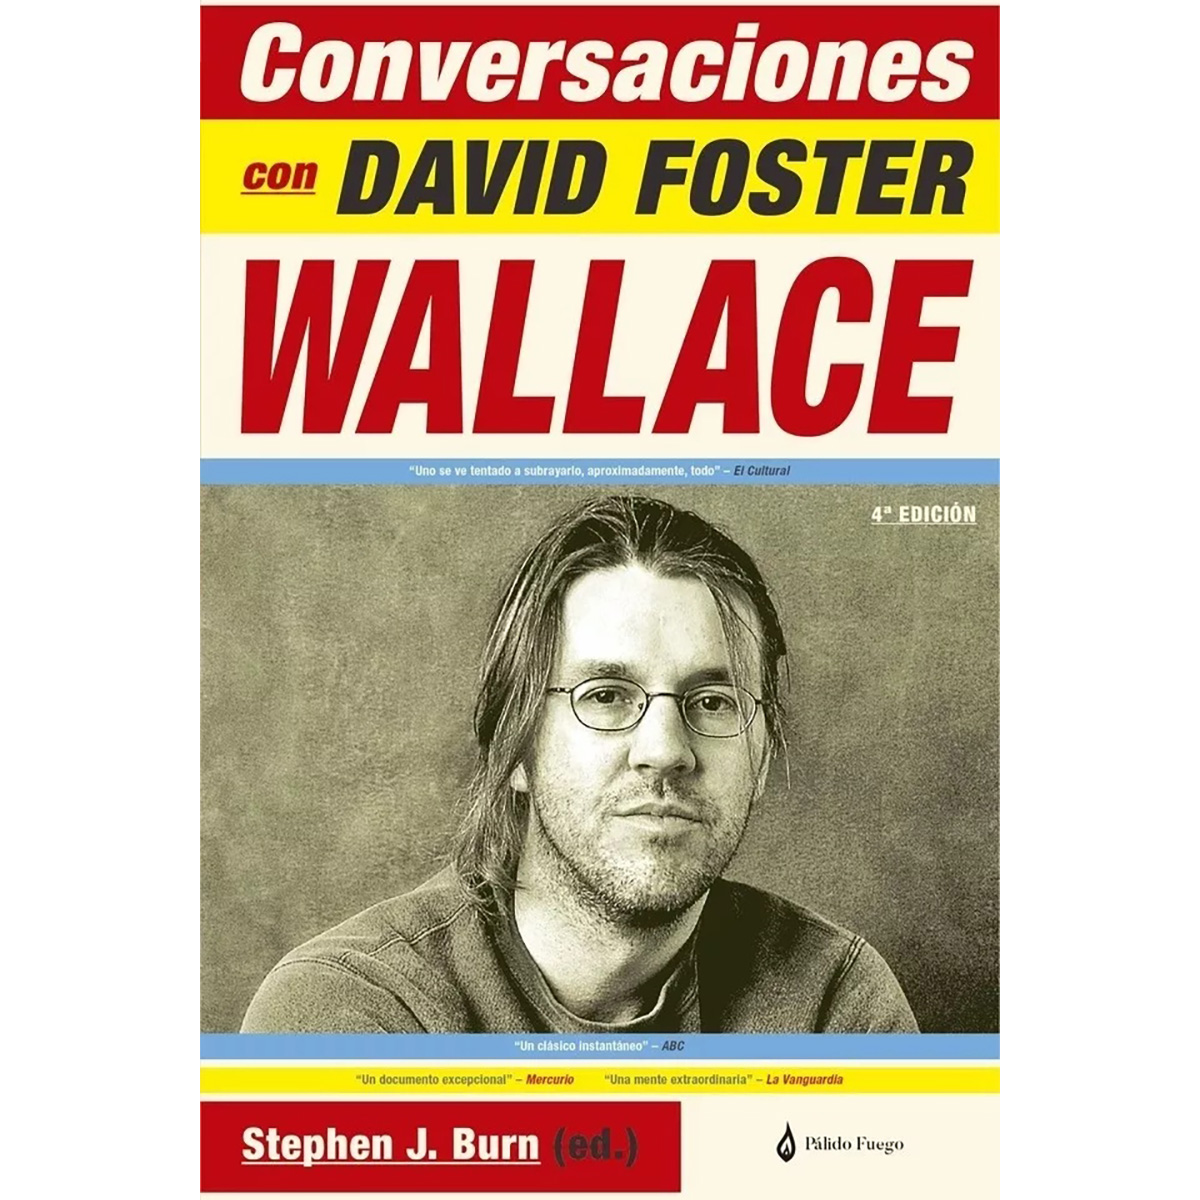 Conversaciones
con DAVID FOSTER
WALLACE
“Uno se ve tentado a subrayarlo, aproximadamente, todo” – El Cultural
4ª EDICIÓN
“Un clásico instantáneo” – ABC
“Un documento excepcional” – Mercurio “Una mente extraordinaria” – La Vanguardia
Stephen J. Burn (ed.)
Pálido Fuego